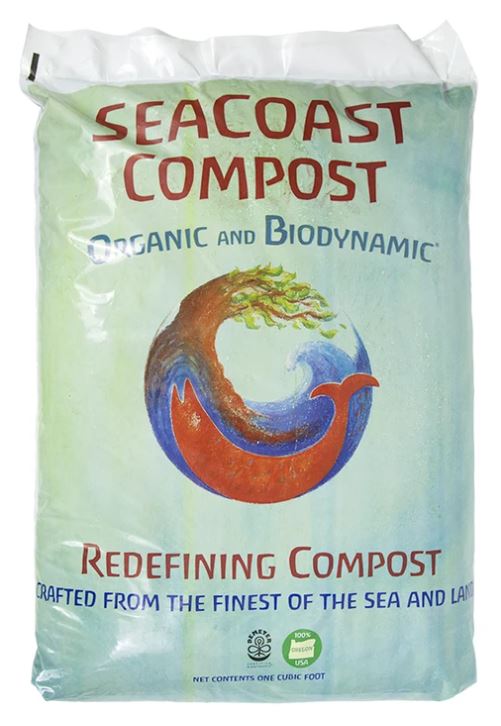 SEACOAST
COMPOST
ORGANIC AND BIODYNAMIC®
REDEFINING COMPOST
CRAFTED FROM THE FINEST OF THE SEA AND LAND
DEMETER
100%
OREGON
USA
NET CONTENTS ONE CUBIC FOOT